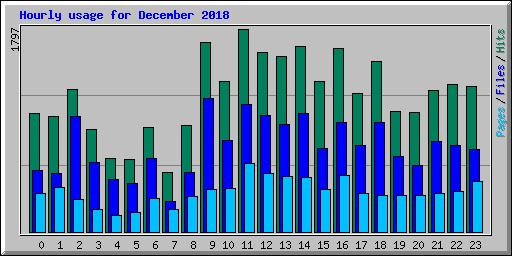 Hourly usage for December 2018
1797
Pages/Files/Hits
0 1 2 3 4 5 6 7 8 9 10 11 12 13 14 15 16 17 18 19 20 21 22 23